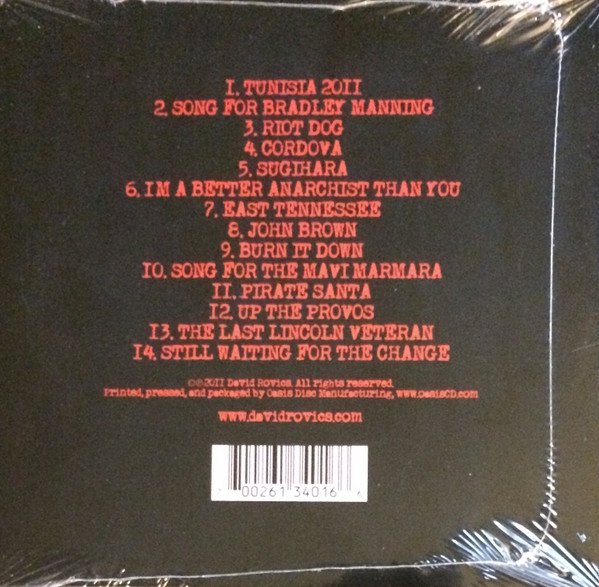 1. TUNISIA 2011
2. SONG FOR BRADLEY MANNING
3. RIOT DOG
4. CORDOVA
5. SUGIHARA
6. IM A BETTER ANARCHIST THAN YOU
7. EAST TENNESSEE
8. JOHN BROWN
9. BURN IT DOWN
10. SONG FOR THE MAVI MARMARA
11. PIRATE SANTA
12. UP THE PROVOS
13. THE LAST LINCOLN VETERAN
14. STILL WAITING FOR THE CHANGE
©℗2011 David Rovics. All rights reserved.
Printed, pressed, and packaged by Oasis Disc Manufacturing, www.oasisCD.com
www.davidrovics.com
00261 34016 6